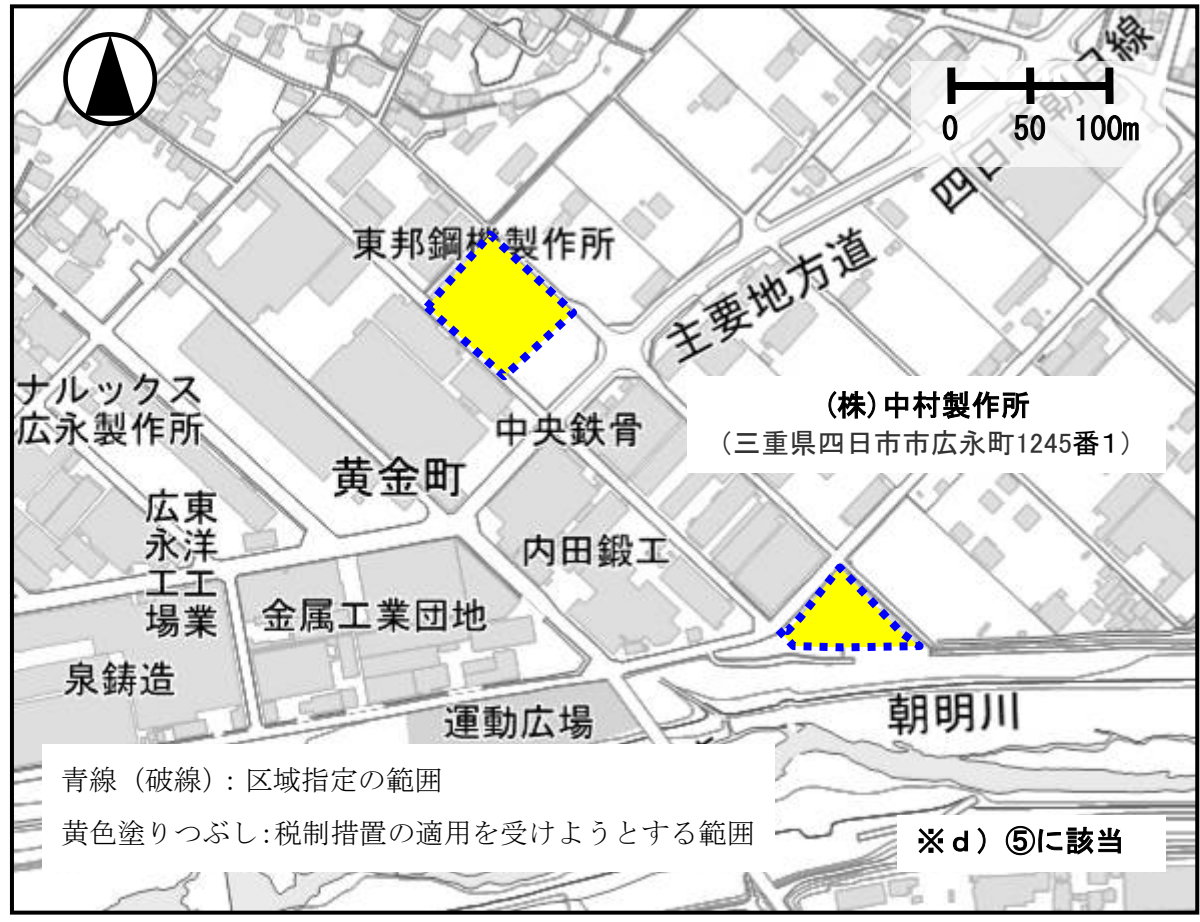 四日市朝日線
0 50 100m
東邦鋼機製作所
主要地方道
ナルックス
広永製作所
(株)中村製作所
(三重県四日市市広永町1245番1)
中央鉄骨
黄金町
東洋工業
広永工場
内田鍛工
金属工業団地
泉鋳造
運動広場
朝明川
青線（破線）: 区域指定の範囲
黄色塗りつぶし:税制措置の適用を受けようとする範囲
※ｄ）⑤に該当